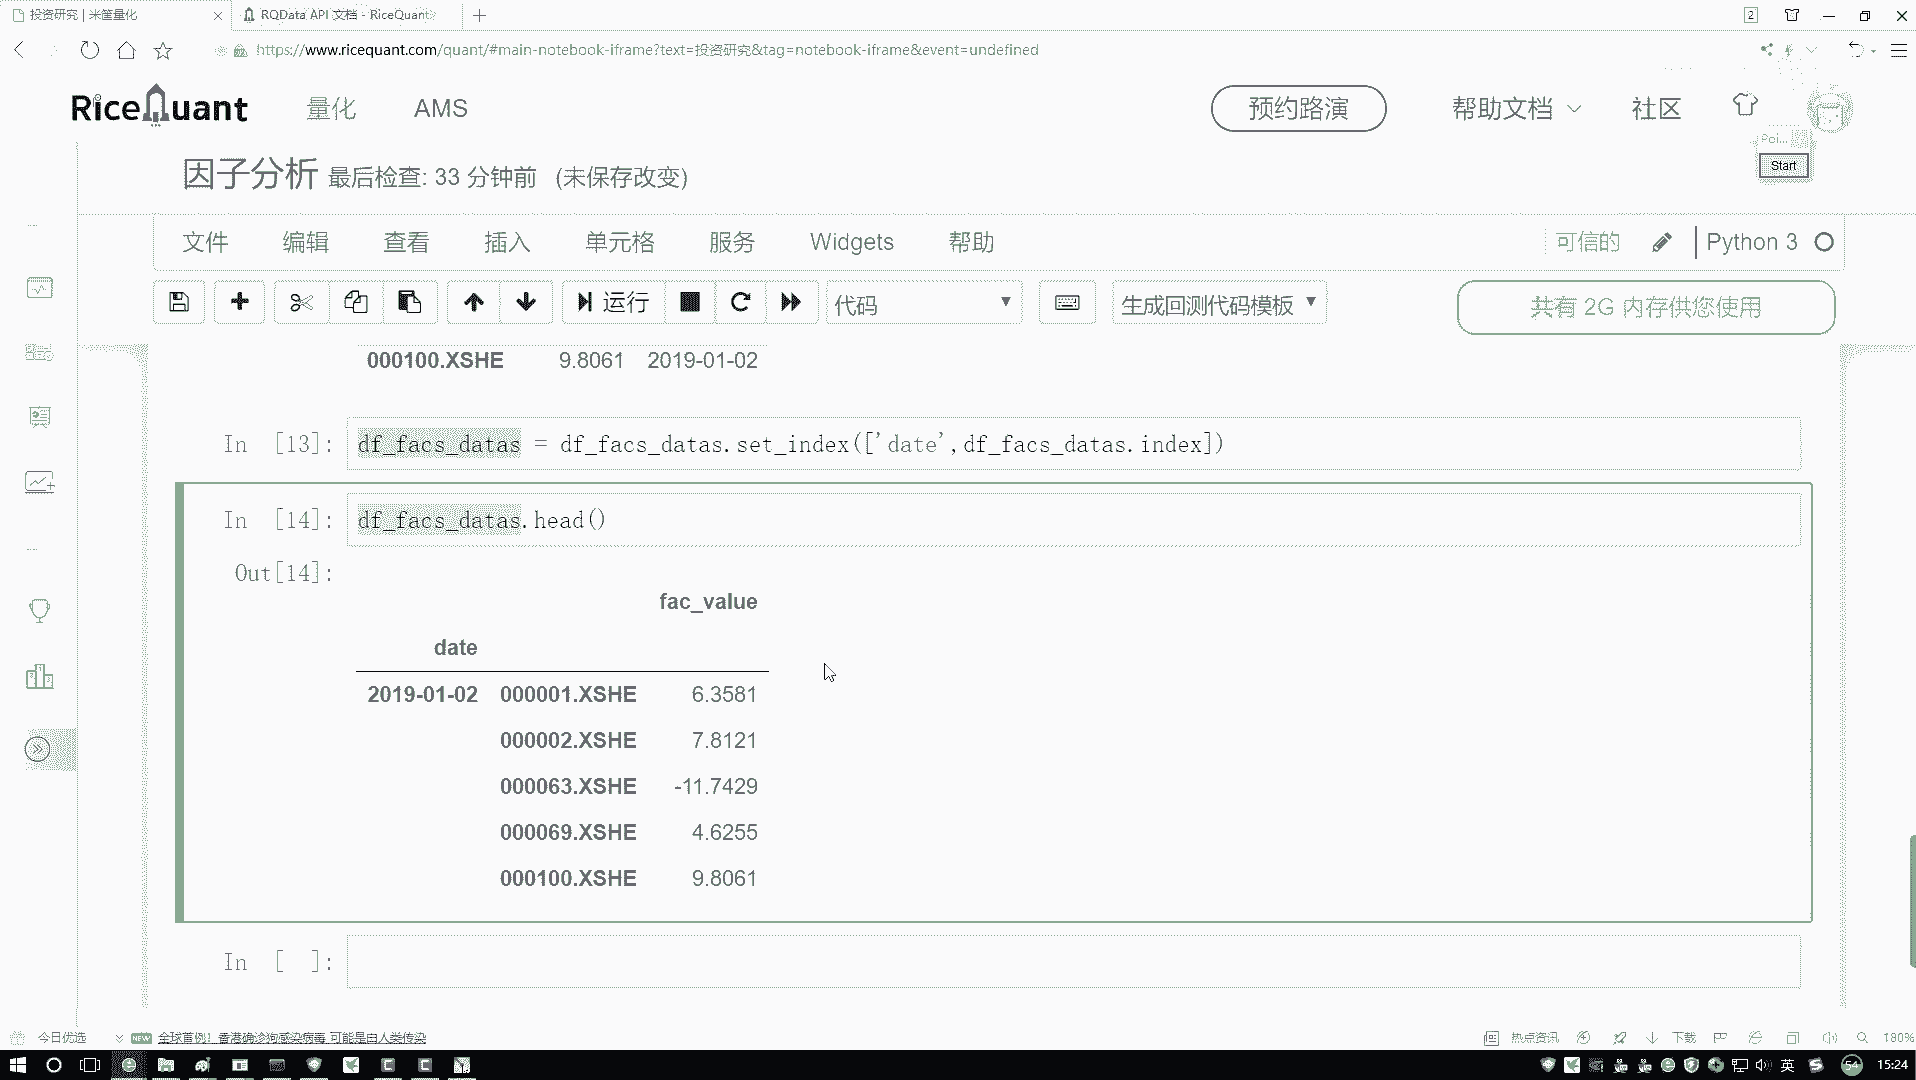 投资研究 | 米筐量化
RQData API 文档 - RiceQuant
2
https://www.ricequant.com/quant/#main-notebook-iframe?text=投资研究&tag=notebook-iframe&event=undefined
RiceQuant
量化
AMS
预约路演
帮助文档
社区
Poi...
Start
因子分析 最后检查: 33 分钟前 (未保存改变)
文件 编辑 查看 插入 单元格 服务 Widgets 帮助
可信的
Python 3
运行
代码
生成回测代码模板
共有 2G 内存供您使用
000100.XSHE 9.8061 2019-01-02
In [13]: df_facs_datas = df_facs_datas.set_index(['date',df_facs_datas.index])
In [14]: df_facs_datas.head()
Out[14]:
fac_value
date
2019-01-02 000001.XSHE 6.3581
000002.XSHE 7.8121
000063.XSHE -11.7429
000069.XSHE 4.6255
000100.XSHE 9.8061
In [ ]:
今日优选
NEW
全球首例！香港确诊狗感染病毒 可能是由人类传染
热点资讯
下载
180%
英
54
15:24